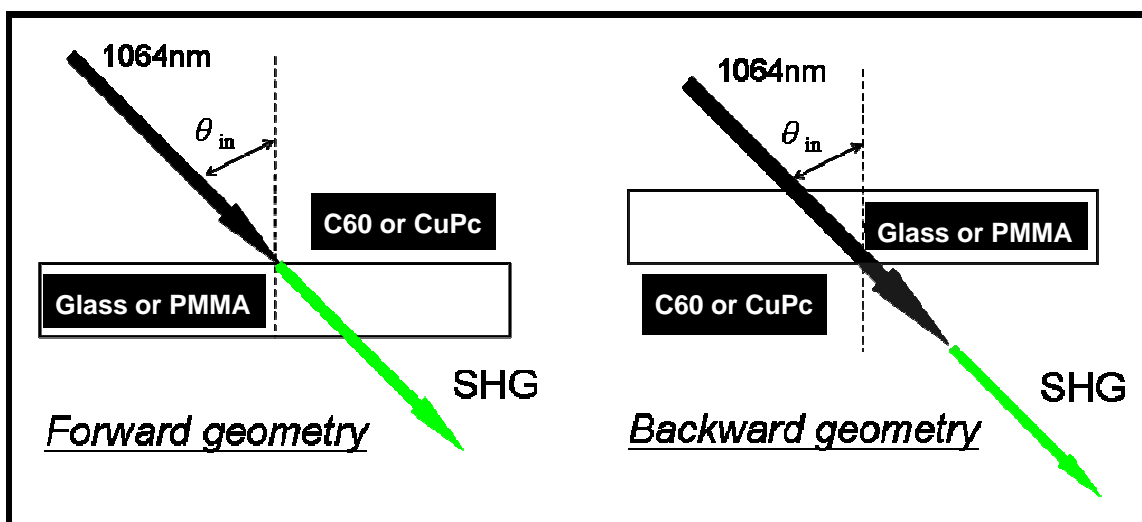 1064nm
θ in
C60 or CuPc
Glass or PMMA
SHG
Forward geometry
1064nm
θ in
Glass or PMMA
C60 or CuPc
SHG
Backward geometry